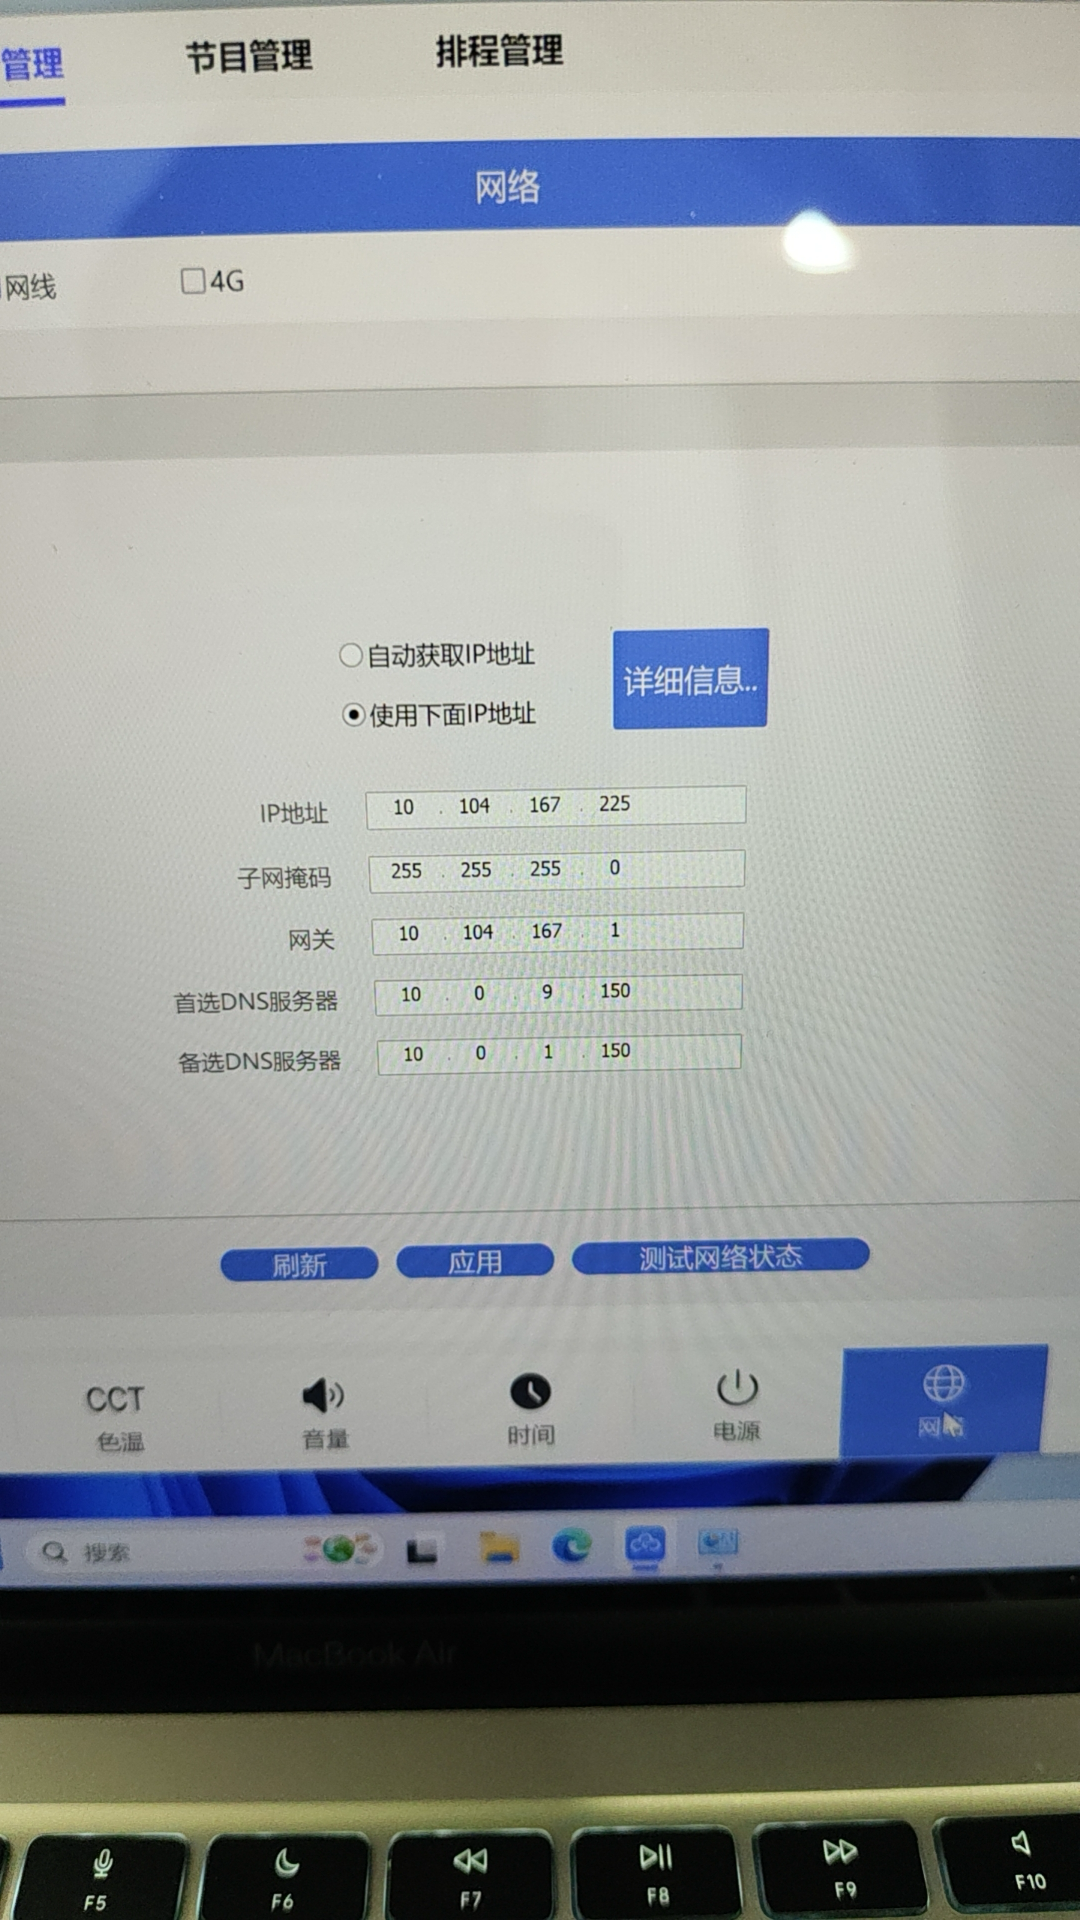 管理 节目管理 排程管理
网络
网线 4G
自动获取IP地址
详细信息..
使用下面IP地址
IP地址 10 . 104 . 167 . 225
子网掩码 255 . 255 . 255 . 0
网关 10 . 104 . 167 . 1
首选DNS服务器 10 . 0 . 9 . 150
备选DNS服务器 10 . 0 . 1 . 150
刷新 应用 测试网络状态
CCT
色温 音量 时间 电源 网络
搜索
MacBook Air
F5 F6 F7 F8 F9 F10